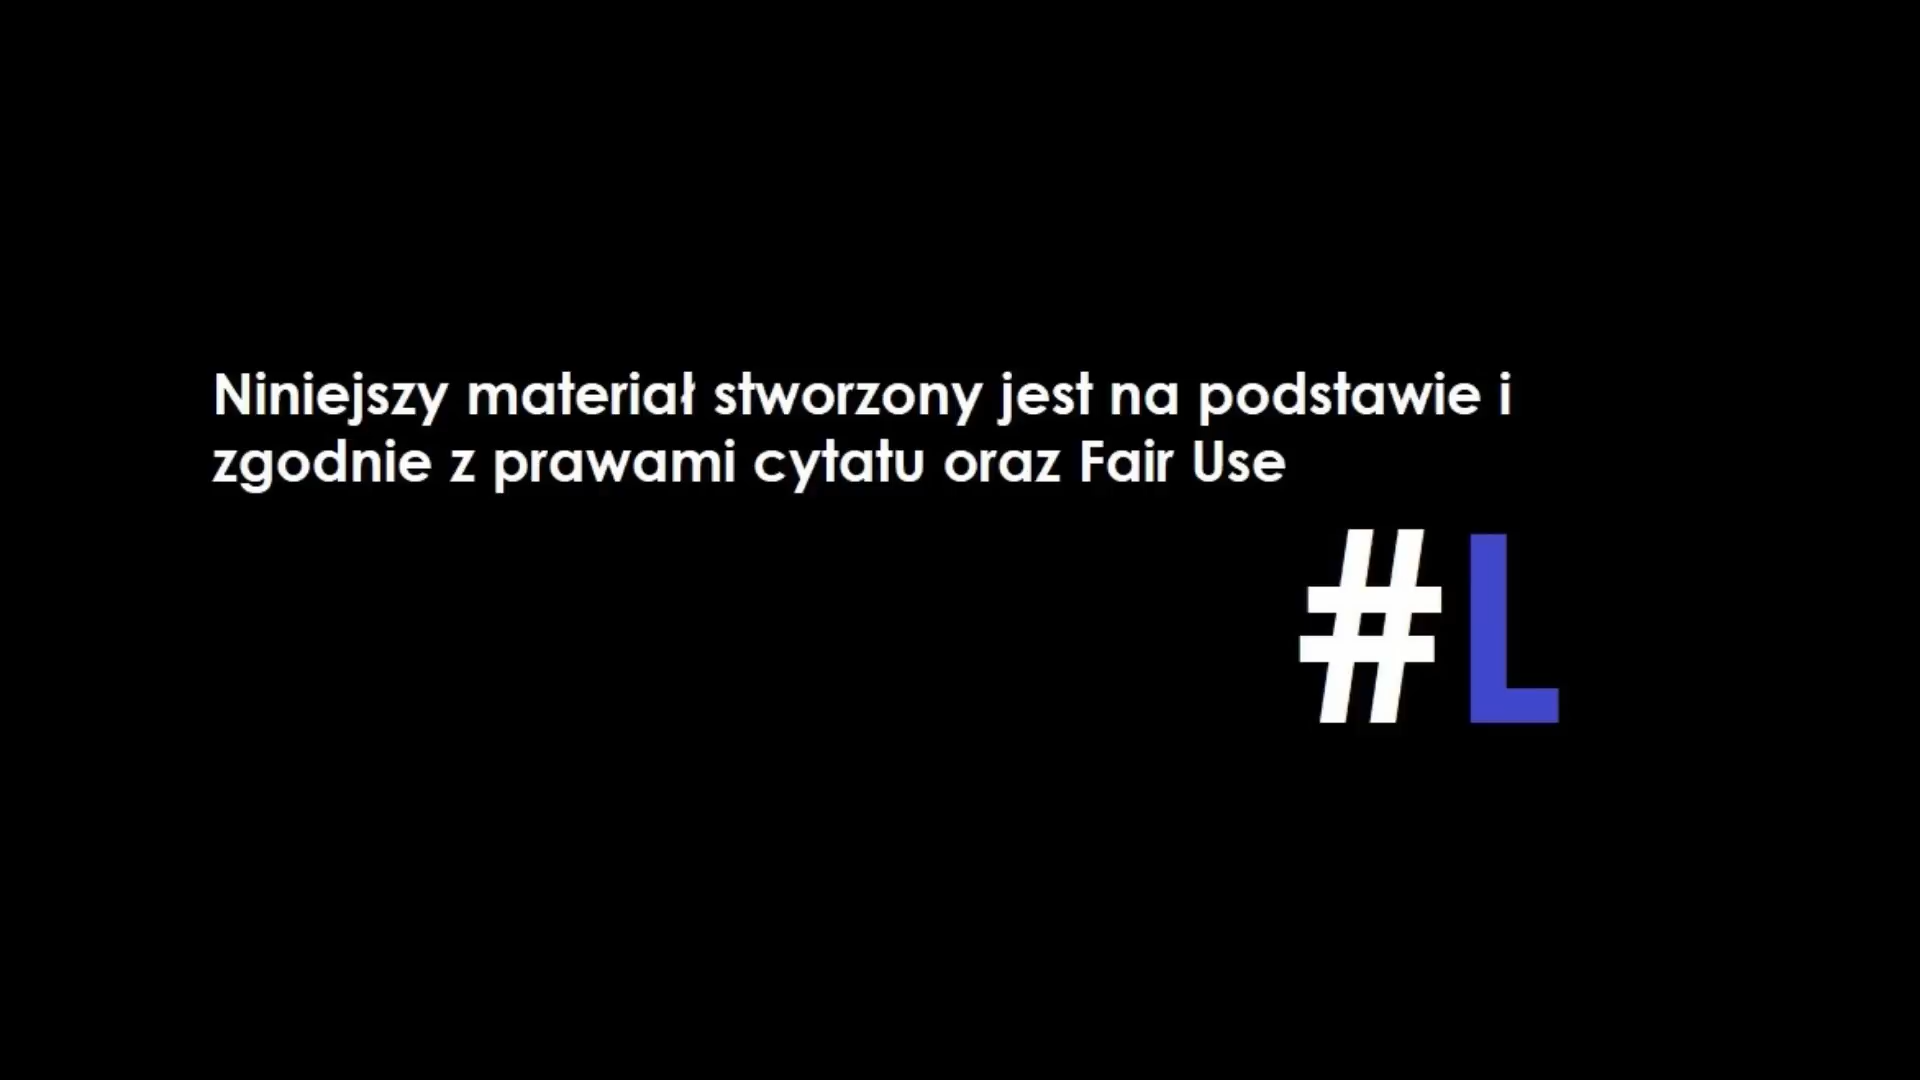 Niniejszy materiał stworzony jest na podstawie i
zgodnie z prawami cytatu oraz Fair Use
#L